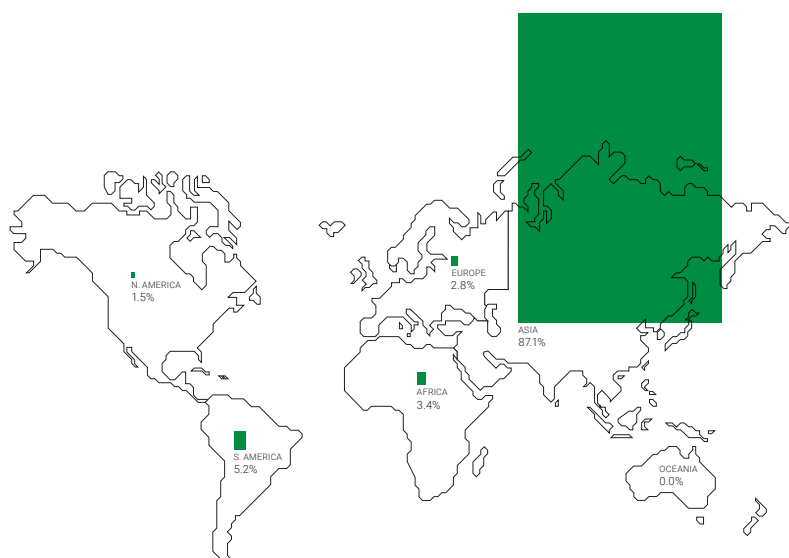 N. AMERICA
1.5%
EUROPE
2.8%
ASIA
87.1%
AFRICA
3.4%
S. AMERICA
5.2%
OCEANIA
0.0%